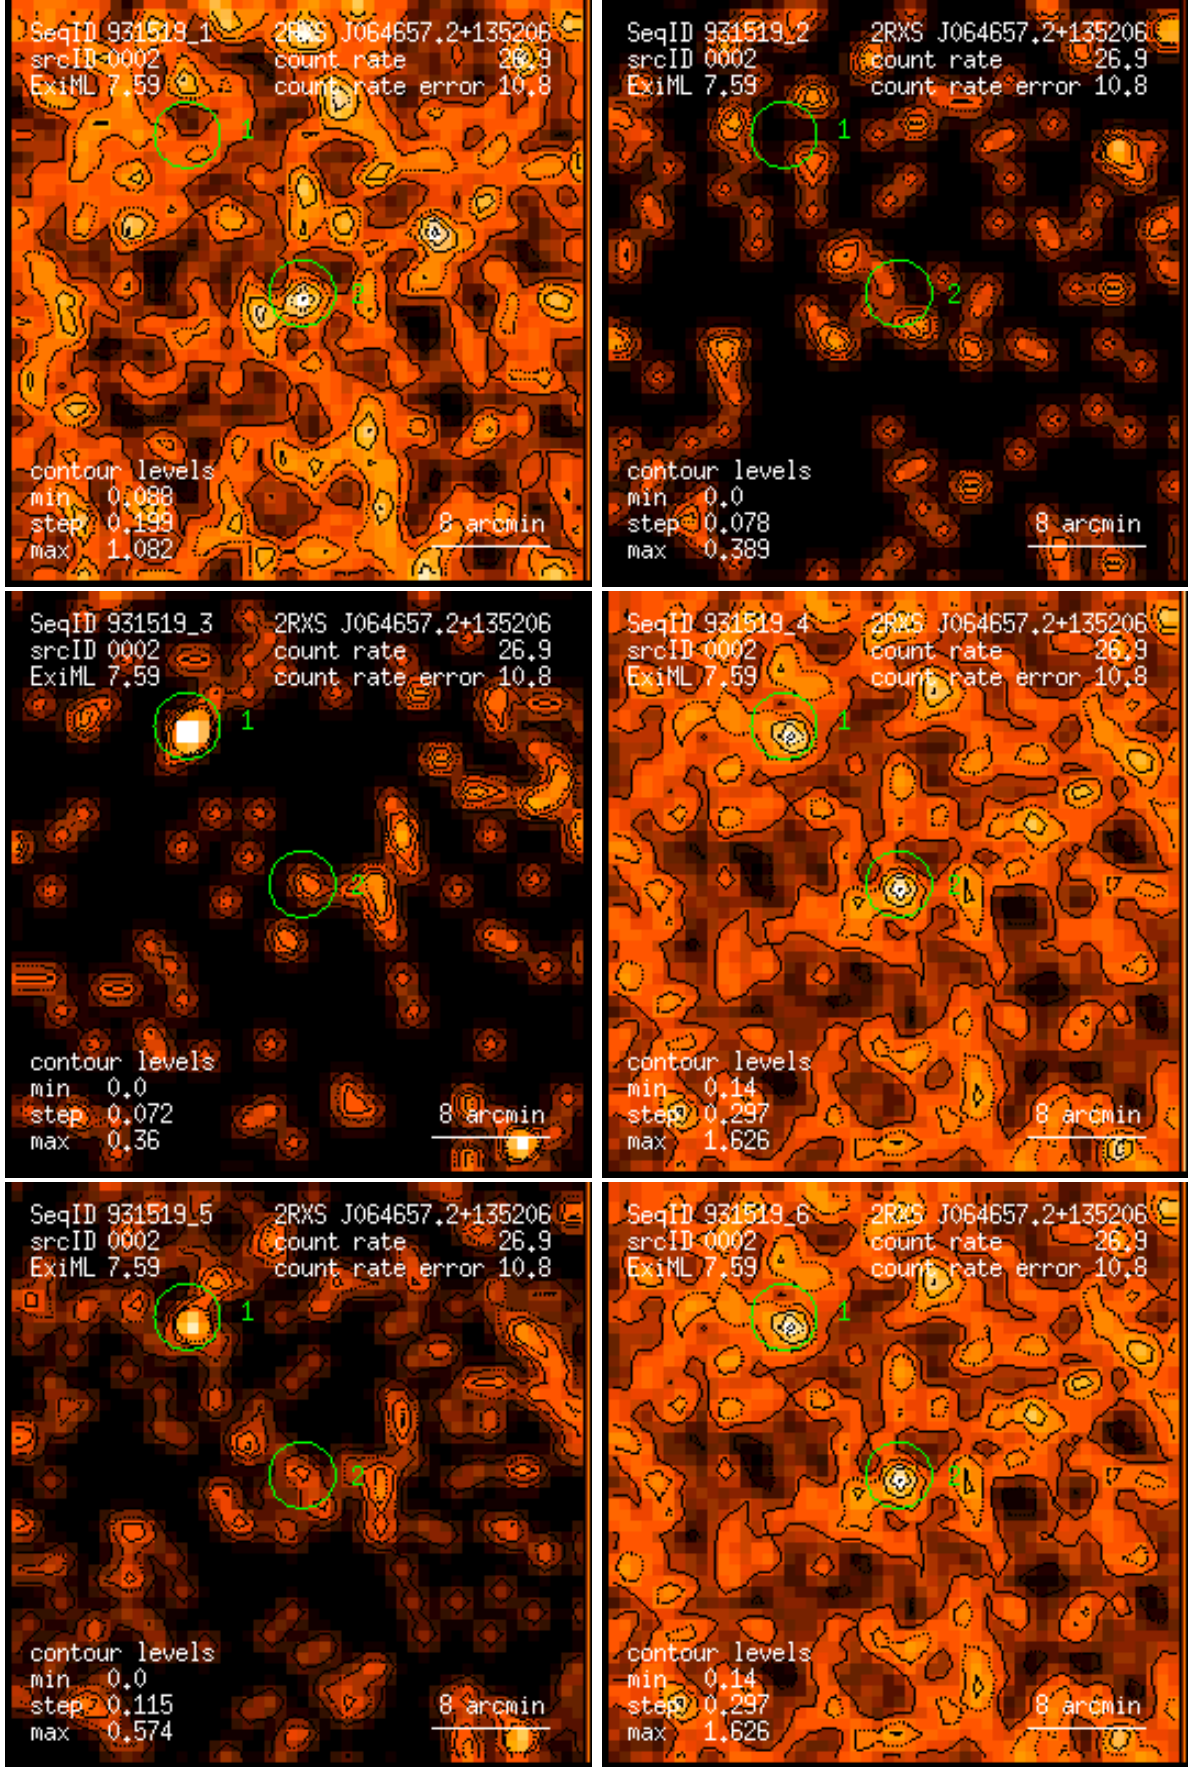 SeqID 931519_1 2RXS J064657.2+135206
srcID 0002 count rate 26.9
ExiML 7.59 count rate error 10.8
1
2
contour levels
min 0.088
step 0.199 8 arcmin
max 1.082
SeqID 931519_2 2RXS J064657.2+135206
srcID 0002 count rate 26.9
ExiML 7.59 count rate error 10.8
1
2
contour levels
min 0.0
step 0.078 8 arcmin
max 0.389
SeqID 931519_3 2RXS J064657.2+135206
srcID 0002 count rate 26.9
ExiML 7.59 count rate error 10.8
1
2
contour levels
min 0.0
step 0.072 8 arcmin
max 0.36
SeqID 931519_4 2RXS J064657.2+135206
srcID 0002 count rate 26.9
ExiML 7.59 count rate error 10.8
1
2
contour levels
min 0.14
step 0.297 8 arcmin
max 1.626
SeqID 931519_5 2RXS J064657.2+135206
srcID 0002 count rate 26.9
ExiML 7.59 count rate error 10.8
1
2
contour levels
min 0.0
step 0.115 8 arcmin
max 0.574
SeqID 931519_6 2RXS J064657.2+135206
srcID 0002 count rate 26.9
ExiML 7.59 count rate error 10.8
1
2
contour levels
min 0.14
step 0.297 8 arcmin
max 1.626